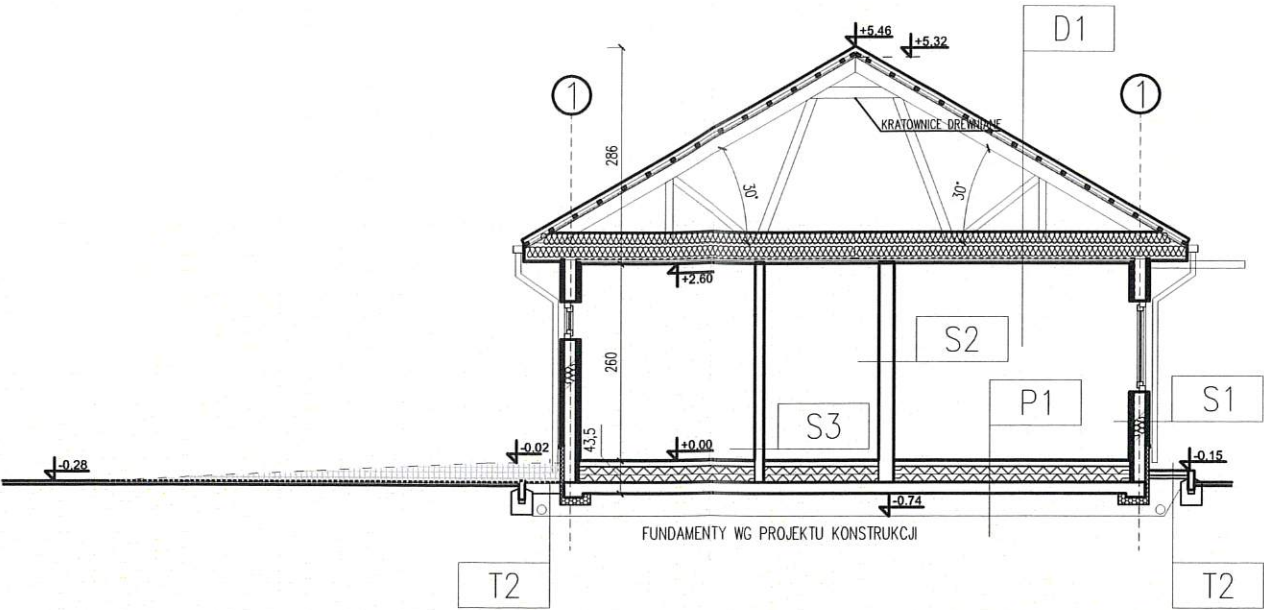 +5.46
+5.32
D1
1
1
KRATOWNICE DREWNIANE
286
30°
30°
+2.60
S2
260
P1
S1
S3
43,5
+0.00
-0.02
-0.28
-0.15
-0.74
FUNDAMENTY WG PROJEKTU KONSTRUKCJI
T2
T2